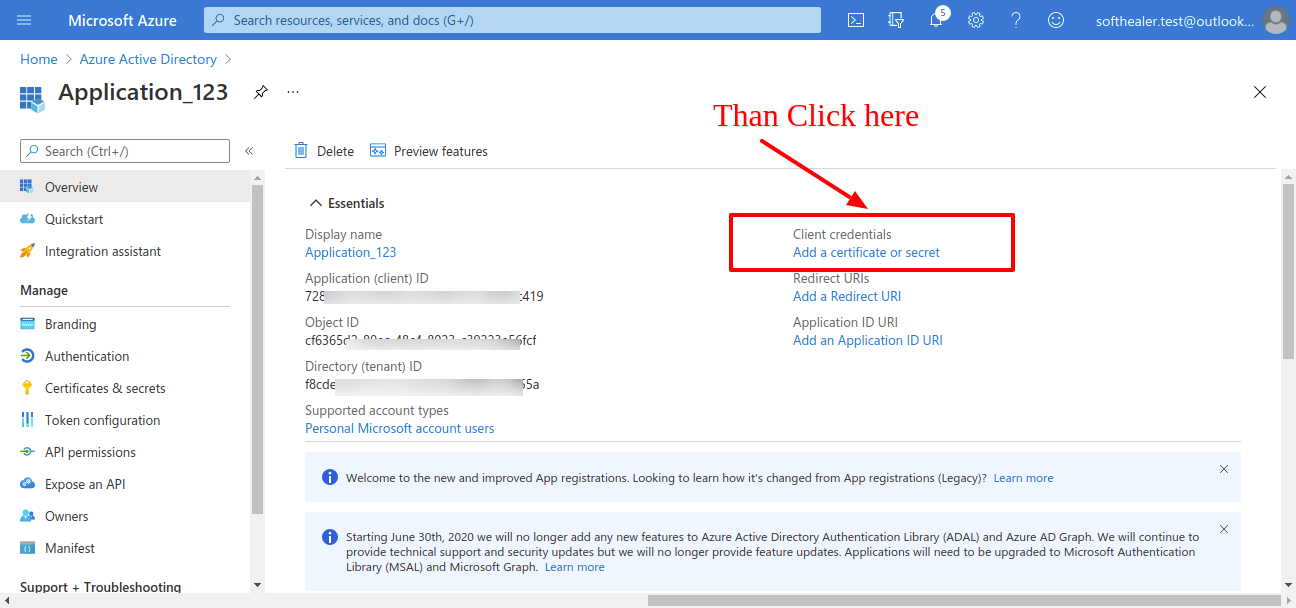 Microsoft Azure
Search resources, services, and docs (G+/)
5
softhealer.test@outlook...
Home > Azure Active Directory >
Application_123
...
Than Click here
Search (Ctrl+/)
«
Delete
Preview features
Overview
Quickstart
Integration assistant
Manage
Branding
Authentication
Certificates & secrets
Token configuration
API permissions
Expose an API
Owners
Manifest
Support + Troubleshooting
Essentials
Display name
Application_123
Application (client) ID
728
:419
Object ID
cf6365d2
56fcf
Directory (tenant) ID
f8cde
55a
Supported account types
Personal Microsoft account users
Client credentials
Add a certificate or secret
Redirect URIs
Add a Redirect URI
Application ID URI
Add an Application ID URI
Welcome to the new and improved App registrations. Looking to learn how it's changed from App registrations (Legacy)? Learn more
Starting June 30th, 2020 we will no longer add any new features to Azure Active Directory Authentication Library (ADAL) and Azure AD Graph. We will continue to
provide technical support and security updates but we will no longer provide feature updates. Applications will need to be upgraded to Microsoft Authentication
Library (MSAL) and Microsoft Graph. Learn more